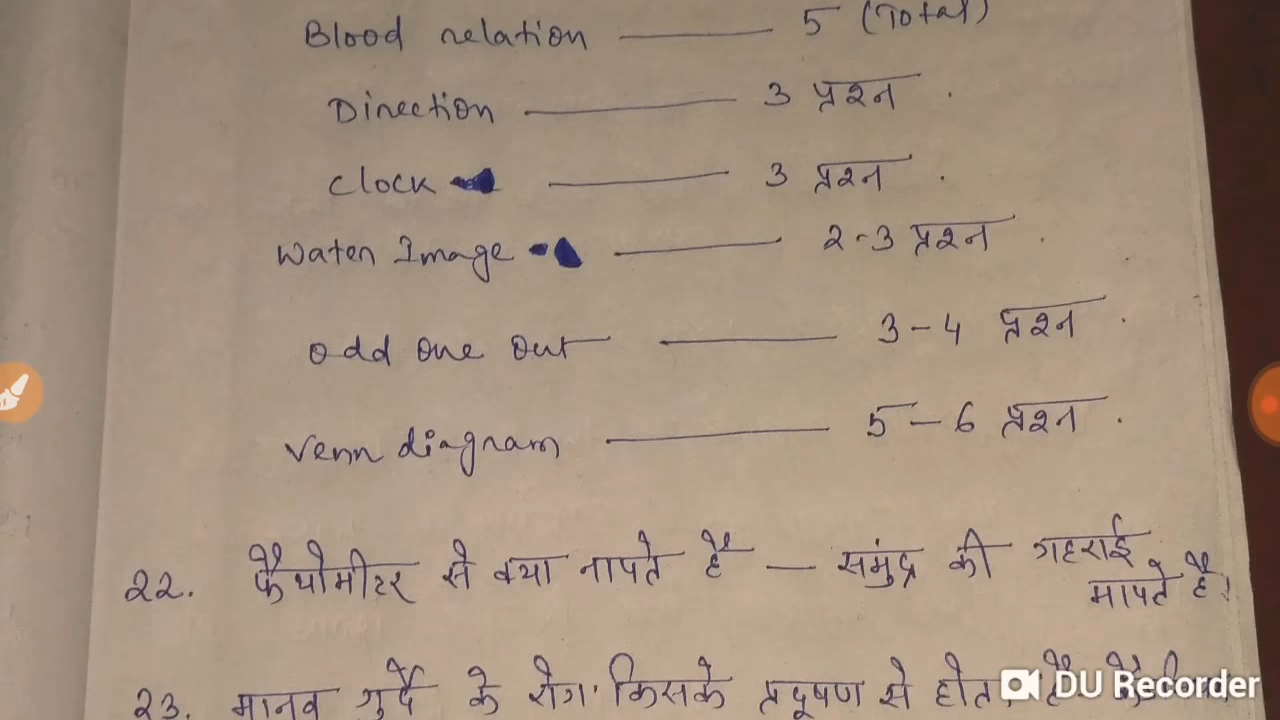 Blood relation —— 5 (Total)
Direction —— 3 प्रश्न .
Clock —— 3 प्रश्न .
Water Image —— 2-3 प्रश्न .
odd one out —— 3-4 प्रश्न .
Venn diagram —— 5-6 प्रश्न .
22. फैथोमीटर से क्या नापते हैं — समुंद्र की गहराई
मापते है।
23. मानव गुर्दे के रोग किसके प्रदूषण से होता है
DU Recorder